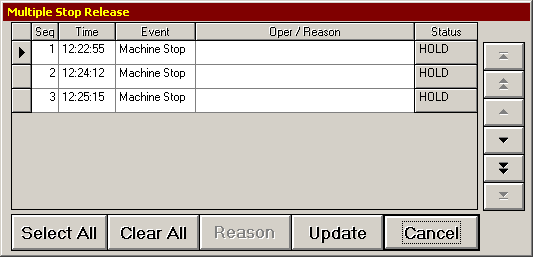 Multiple Stop Release
Seq Time Event Oper / Reason Status
1 12:22:55 Machine Stop HOLD
2 12:24:12 Machine Stop HOLD
3 12:25:15 Machine Stop HOLD
Select All Clear All Reason Update Cancel